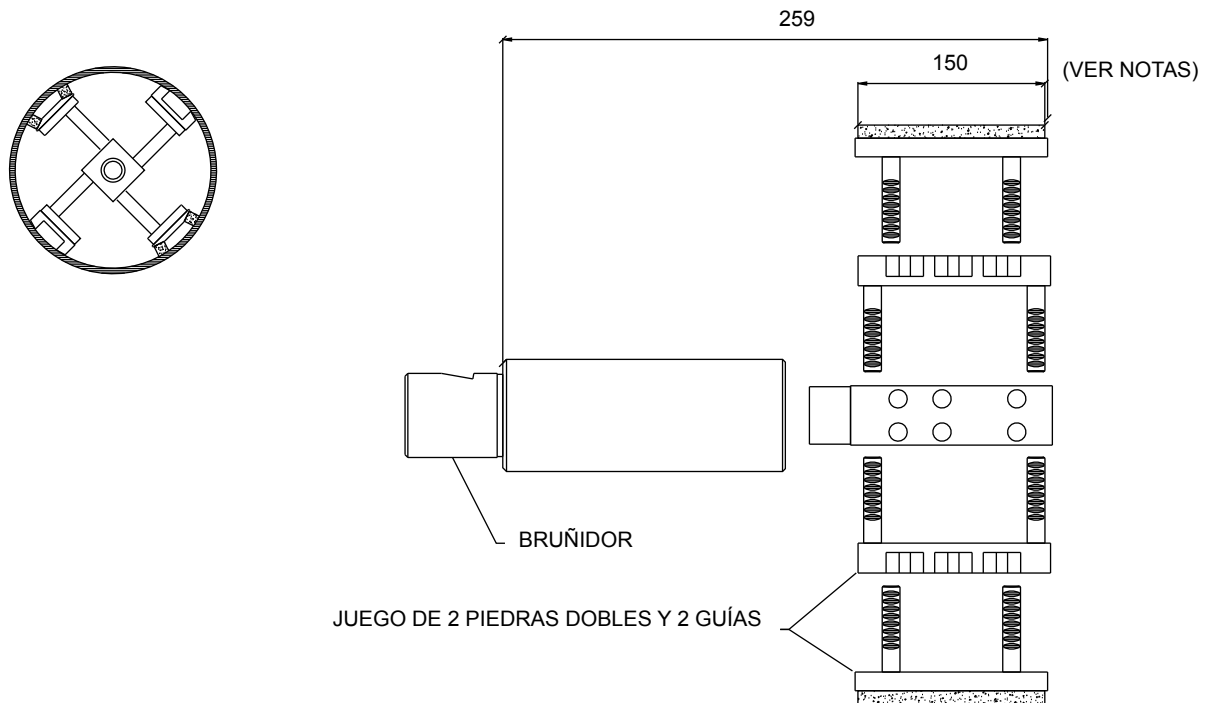 259
150
(VER NOTAS)
BRUÑIDOR
JUEGO DE 2 PIEDRAS DOBLES Y 2 GUÍAS